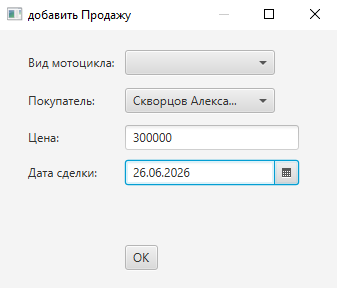 добавить Продажу
Вид мотоцикла:
Покупатель: Скворцов Алекса...
Цена: 300000
Дата сделки: 26.06.2026
OK